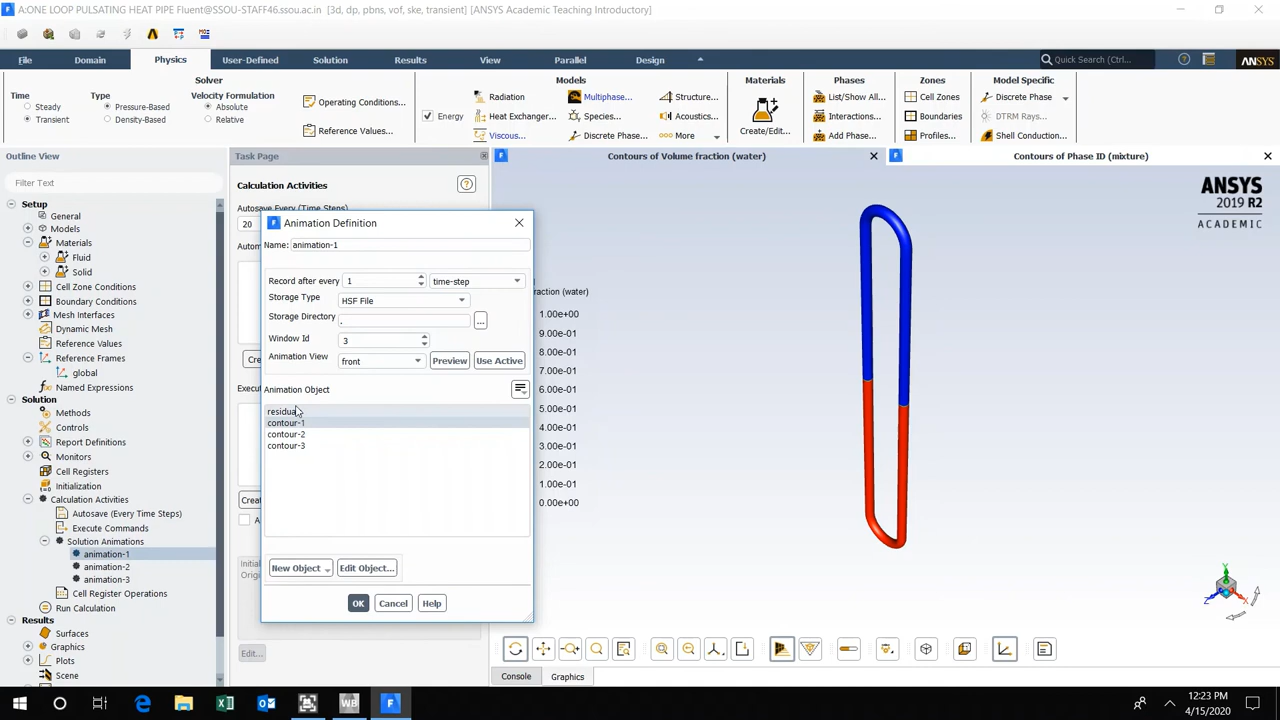 A:ONE LOOP PULSATING HEAT PIPE Fluent@SSOU-STAFF46.ssou.ac.in [3d, dp, pbns, vof, ske, transient] [ANSYS Academic Teaching Introductory]
File Domain Physics User-Defined Solution Results Parallel View Design Quick Search (Ctrl... ANSYS
Solver Models Materials Phases Zones Model Specific
Time Type Velocity Formulation
Steady Pressure-Based Absolute Operating Conditions... Radiation Multiphase... Structure... List/Show All... Cell Zones Discrete Phase
Transient Density-Based Relative Energy Heat Exchanger... Species... Acoustics... Interactions... Boundaries DTRM Rays...
Reference Values... Viscous... Discrete Phase... More Create/Edit... Add Phase... Profiles... Shell Conduction...
Outline View Task Page Contours of Volume fraction (water) Contours of Phase ID (mixture)
Filter Text
Setup
General
Models
Materials
Fluid
Solid
Cell Zone Conditions
Boundary Conditions
Mesh Interfaces
Dynamic Mesh
Reference Values
Reference Frames
global
Named Expressions
Solution
Methods
Controls
Report Definitions
Monitors
Cell Registers
Initialization
Calculation Activities
Autosave (Every Time Steps)
Execute Commands
Solution Animations
animation-1
animation-2
animation-3
Cell Register Operations
Run Calculation
Results
Surfaces
Graphics
Plots
Scene
Calculation Activities ?
Autosave Every (Time Steps)
20
Autom
Cre
Execut
Creat
A
Initial
Origi
Edit...
Animation Definition
Name: animation-1
Record after every 1 time-step
Storage Type HSF File
Storage Directory . ...
Window Id 3
Animation View front Preview Use Active
Animation Object
residuals
contour-1
contour-2
contour-3
New Object Edit Object...
OK Cancel Help
raction (water)
1.00e+00
9.00e-01
8.00e-01
7.00e-01
6.00e-01
5.00e-01
4.00e-01
3.00e-01
2.00e-01
1.00e-01
0.00e+00
ANSYS
2019 R2
ACADEMIC
Y
Z X
Console Graphics
12:23 PM
4/15/2020